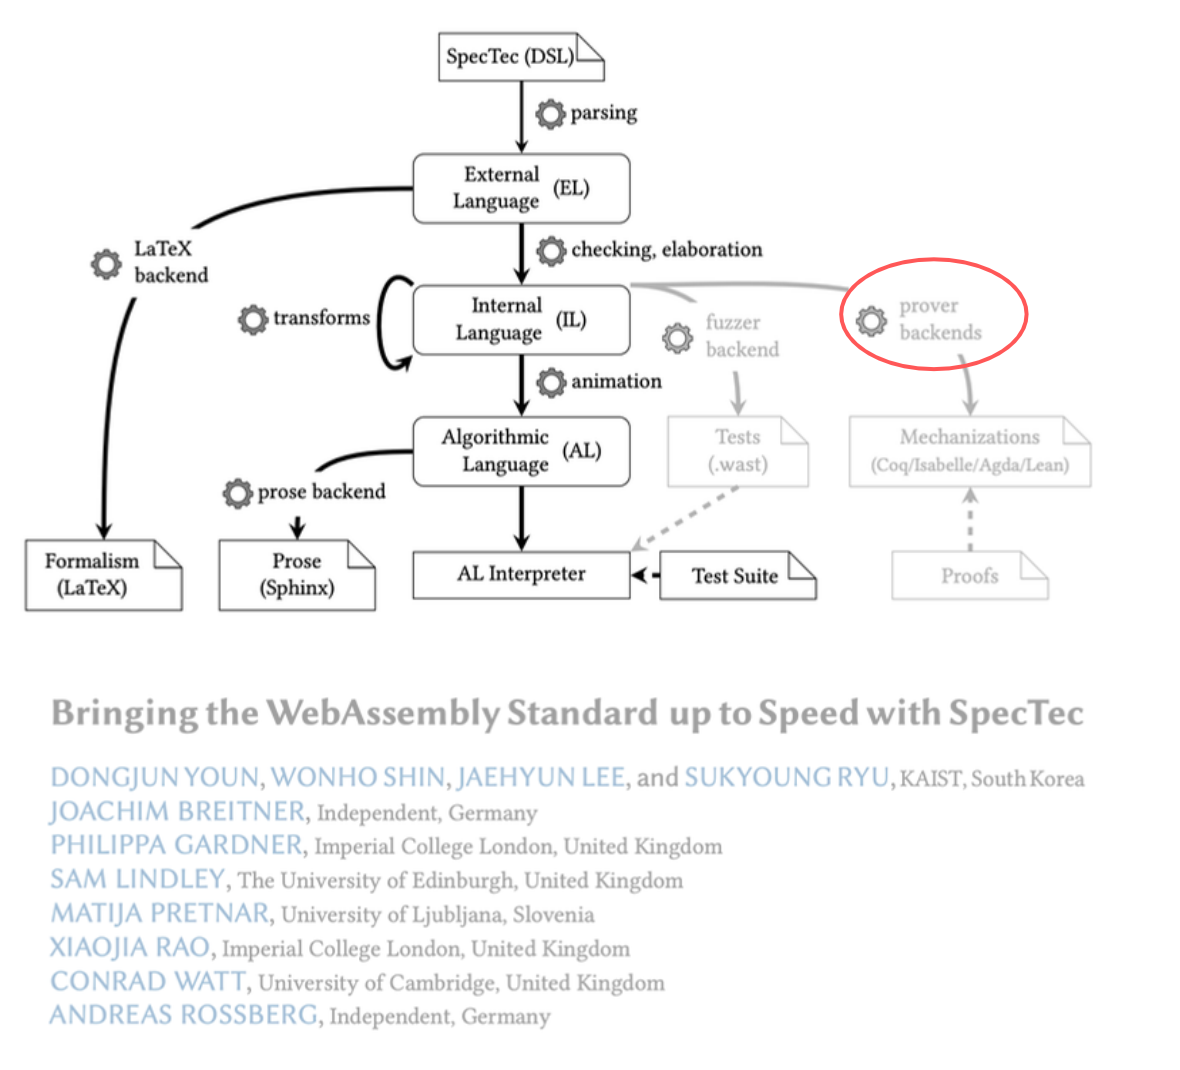 SpecTec (DSL)
parsing
External
Language
(EL)
LaTeX
backend
checking, elaboration
transforms
Internal
Language
(IL)
fuzzer
backend
prover
backends
animation
Algorithmic
Language
(AL)
Tests
(.wast)
Mechanizations
(Coq/Isabelle/Agda/Lean)
prose backend
Formalism
(LaTeX)
Prose
(Sphinx)
AL Interpreter
Test Suite
Proofs
Bringing the WebAssembly Standard up to Speed with SpecTec
DONGJUN YOUN, WONHO SHIN, JAEHYUN LEE, and SUKYOUNG RYU, KAIST, South Korea
JOACHIM BREITNER, Independent, Germany
PHILIPPA GARDNER, Imperial College London, United Kingdom
SAM LINDLEY, The University of Edinburgh, United Kingdom
MATIJA PRETNAR, University of Ljubljana, Slovenia
XIAOJIA RAO, Imperial College London, United Kingdom
CONRAD WATT, University of Cambridge, United Kingdom
ANDREAS ROSSBERG, Independent, Germany